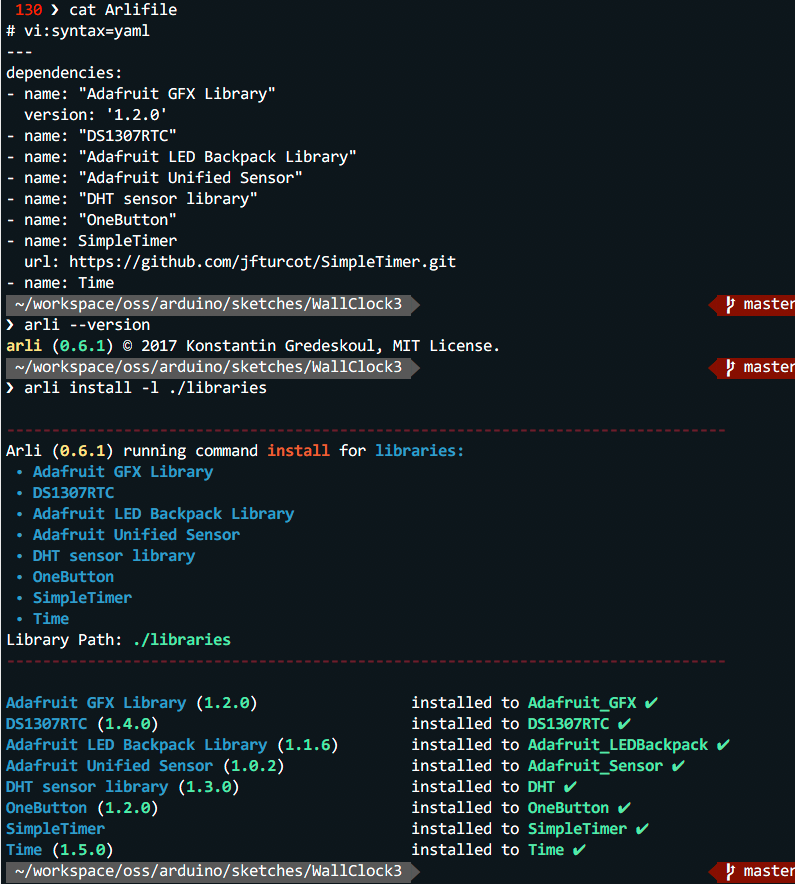 130 ❯ cat Arlifile
# vi:syntax=yaml
---
dependencies:
- name: "Adafruit GFX Library"
  version: '1.2.0'
- name: "DS1307RTC"
- name: "Adafruit LED Backpack Library"
- name: "Adafruit Unified Sensor"
- name: "DHT sensor library"
- name: "OneButton"
- name: SimpleTimer
  url: https://github.com/jfturcot/SimpleTimer.git
- name: Time
~/workspace/oss/arduino/sketches/WallClock3 master
❯ arli --version
arli (0.6.1) © 2017 Konstantin Gredeskoul, MIT License.
~/workspace/oss/arduino/sketches/WallClock3 master
❯ arli install -l ./libraries
--------------------------------------------------------------------------------
Arli (0.6.1) running command install for libraries:
• Adafruit GFX Library
• DS1307RTC
• Adafruit LED Backpack Library
• Adafruit Unified Sensor
• DHT sensor library
• OneButton
• SimpleTimer
• Time
Library Path: ./libraries
--------------------------------------------------------------------------------
Adafruit GFX Library (1.2.0) installed to Adafruit_GFX ✔
DS1307RTC (1.4.0) installed to DS1307RTC ✔
Adafruit LED Backpack Library (1.1.6) installed to Adafruit_LEDBackpack ✔
Adafruit Unified Sensor (1.0.2) installed to Adafruit_Sensor ✔
DHT sensor library (1.3.0) installed to DHT ✔
OneButton (1.2.0) installed to OneButton ✔
SimpleTimer installed to SimpleTimer ✔
Time (1.5.0) installed to Time ✔
~/workspace/oss/arduino/sketches/WallClock3 master